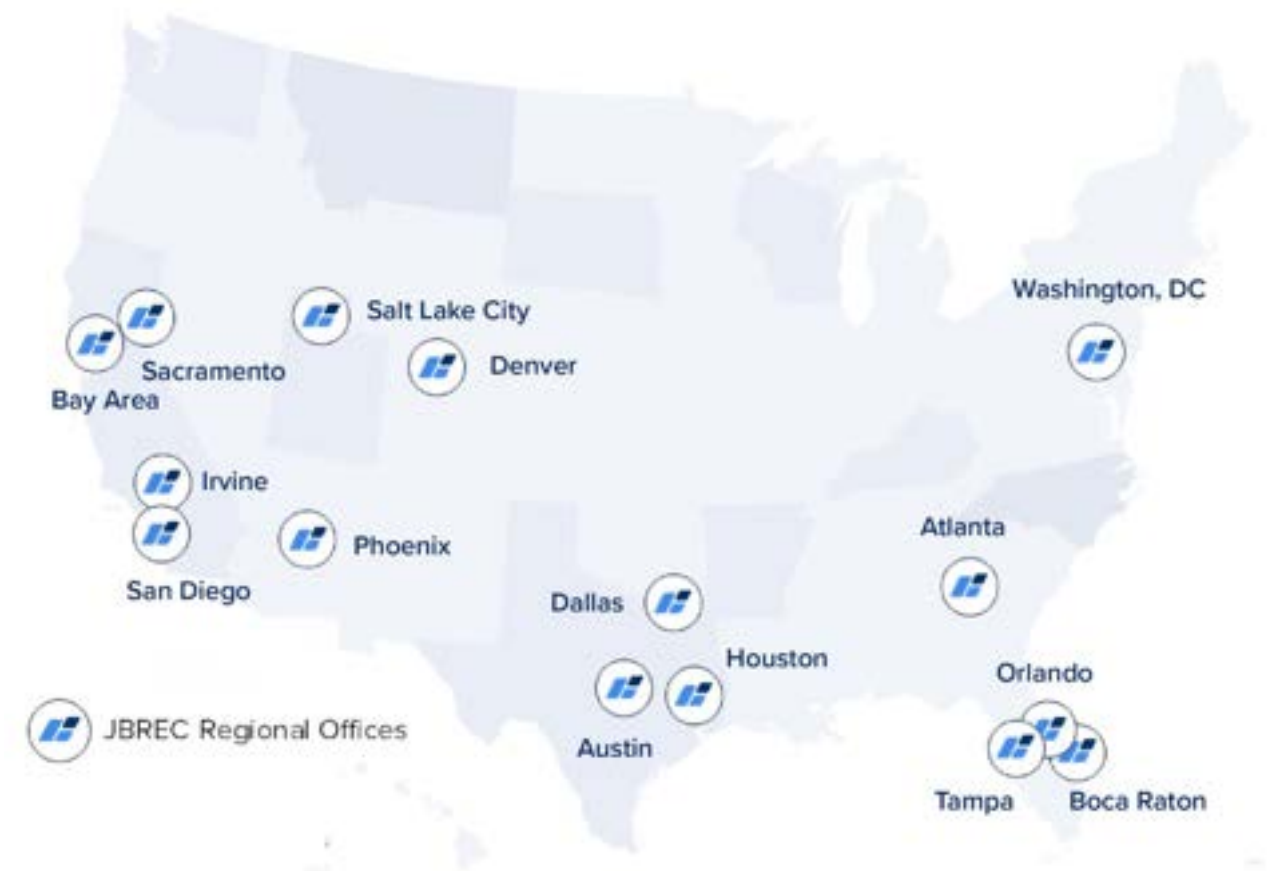 Washington, DC
Salt Lake City
Denver
Sacramento
Bay Area
Irvine
Phoenix
San Diego
Atlanta
Dallas
Houston
Orlando
JBREC Regional Offices
Austin
Tampa
Boca Raton